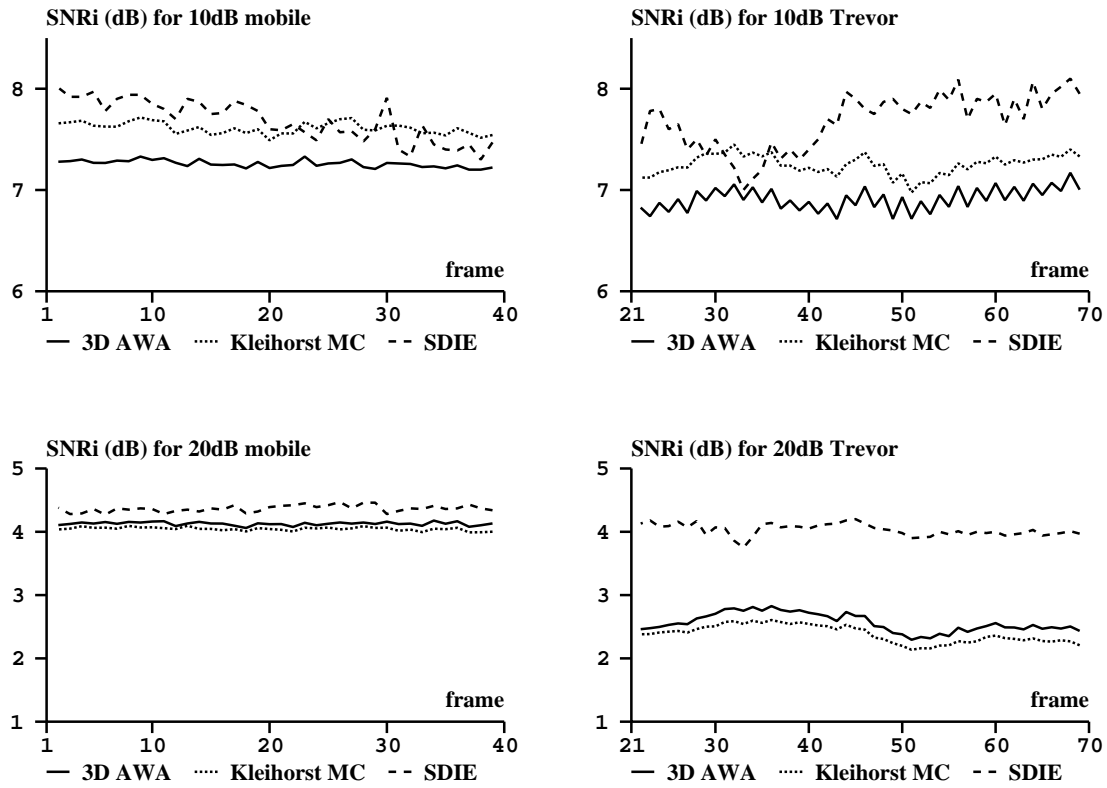 SNRi (dB) for 10dB mobile
8
7
6
frame
1 10 20 30 40
3D AWA Kleihorst MC SDIE
SNRi (dB) for 10dB Trevor
8
7
6
frame
21 30 40 50 60 70
3D AWA Kleihorst MC SDIE
SNRi (dB) for 20dB mobile
5
4
3
2
1
frame
1 10 20 30 40
3D AWA Kleihorst MC SDIE
SNRi (dB) for 20dB Trevor
5
4
3
2
1
frame
21 30 40 50 60 70
3D AWA Kleihorst MC SDIE